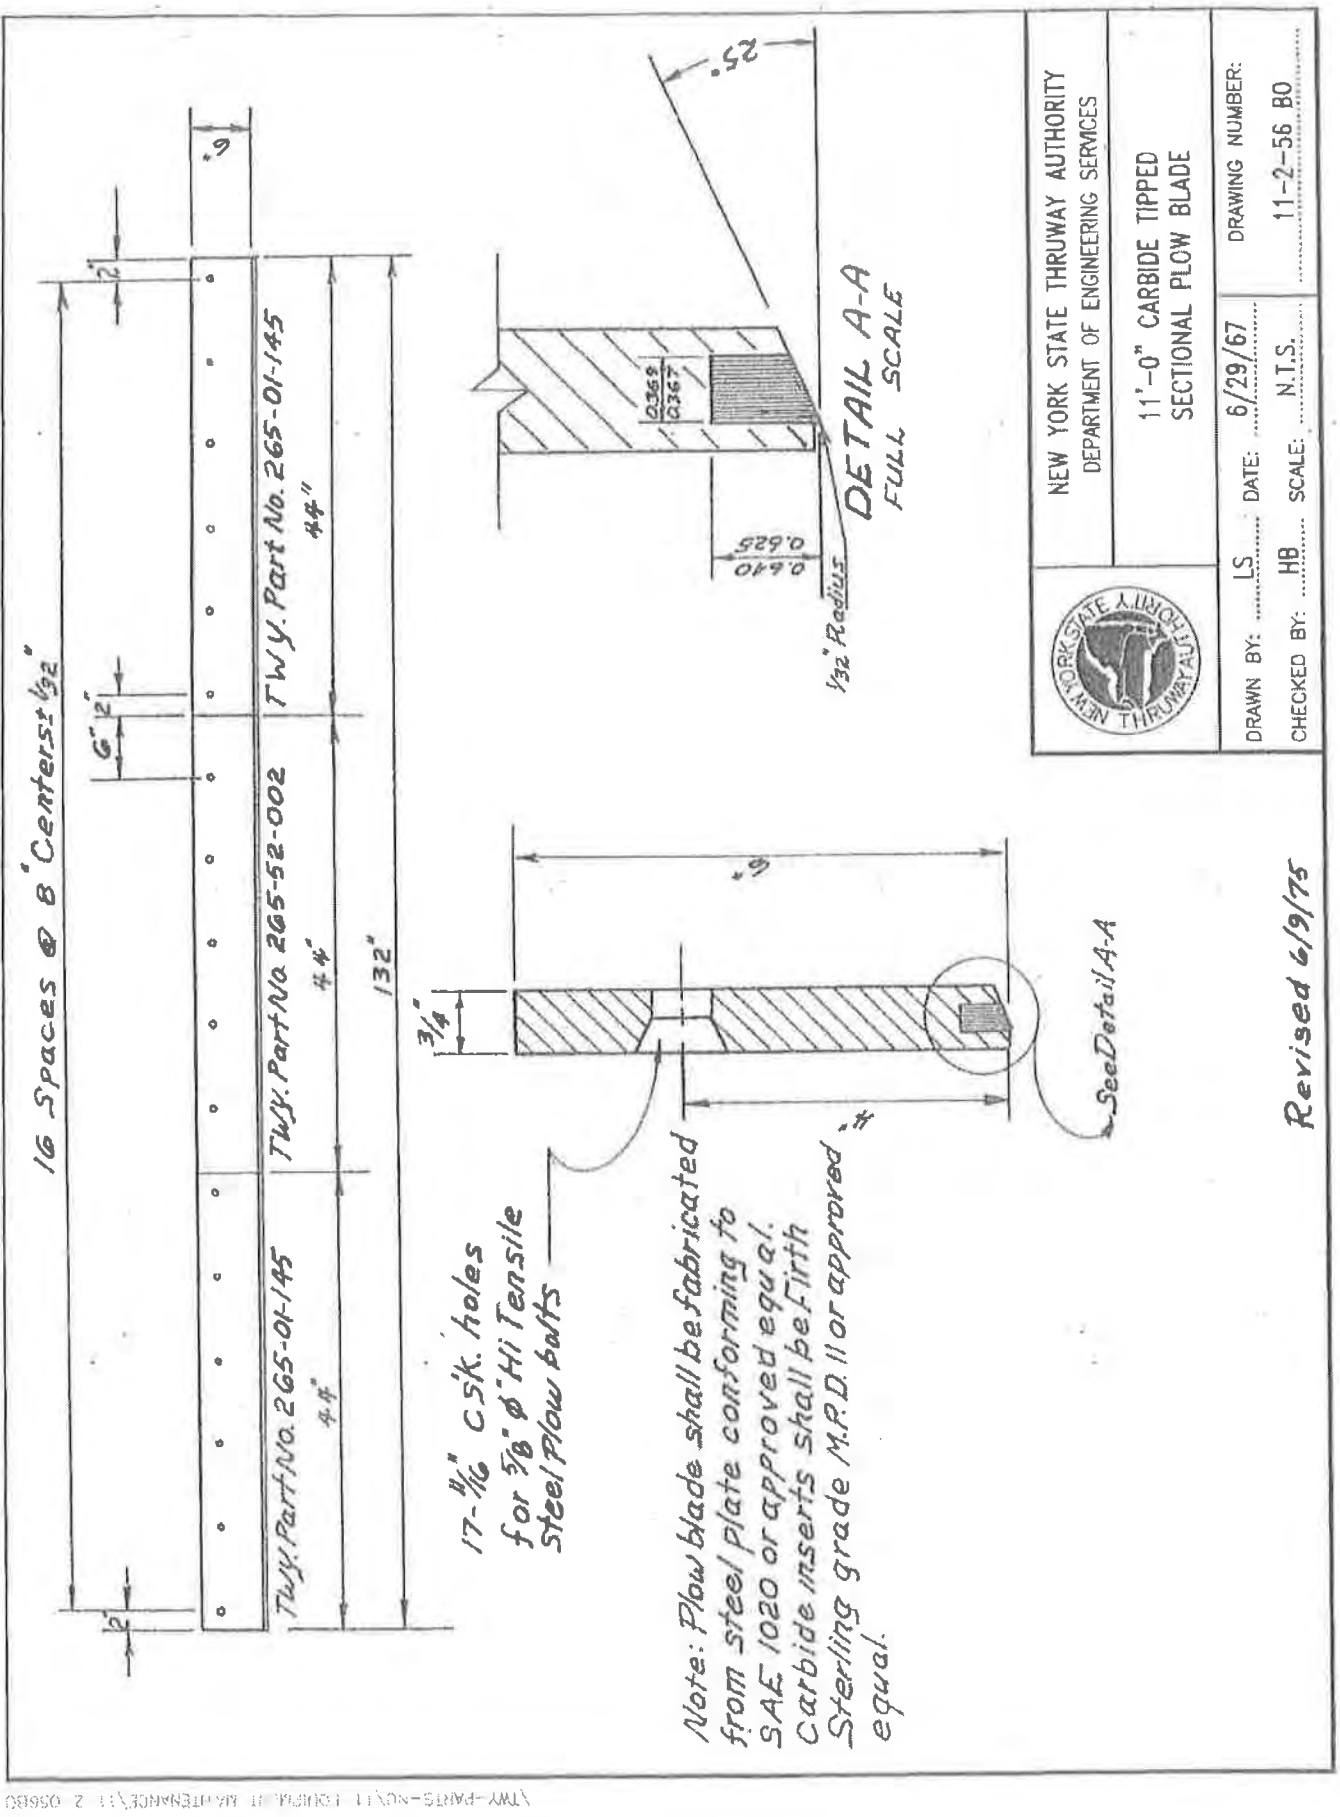 16 Spaces @ 8" Centers ± 1/32"
2"
6"
2"
2"
6"
TWY. Part No. 265-01-145
TWY. Part No. 265-52-002
TWY. Part No. 265-01-145
44"
44"
44"
132"
17-11/16" CSK. holes
for 5/8" ø Hi Tensile
steel Plow bolts
3/4"
6"
4"
See Detail A-A
0.369
0.367
0.640
0.625
25°
1/32" Radius
DETAIL A-A
FULL SCALE
Note: Plow blade shall be fabricated
from steel plate conforming to
SAE 1020 or approved equal.
Carbide inserts shall be Firth
Sterling grade M.P.D. 11 or approved
equal.
Revised 6/9/75
NEW YORK STATE THRUWAY AUTHORITY
DEPARTMENT OF ENGINEERING SERVICES
11'-0" CARBIDE TIPPED
SECTIONAL PLOW BLADE
NEW YORK STATE THRUWAY AUTHORITY
DRAWN BY: LS DATE: 6/29/67
CHECKED BY: HB SCALE: N.T.S.
DRAWING NUMBER:
11-2-56 BO